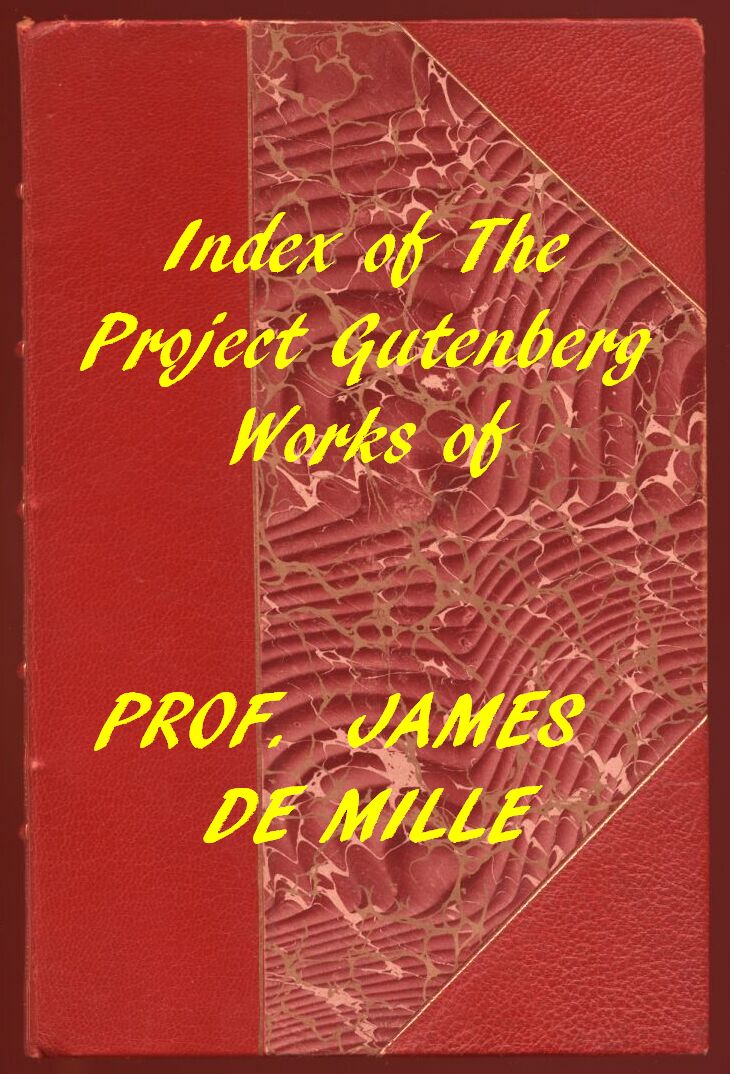 Index of The
Project Gutenberg
Works of
PROF. JAMES
DE MILLE